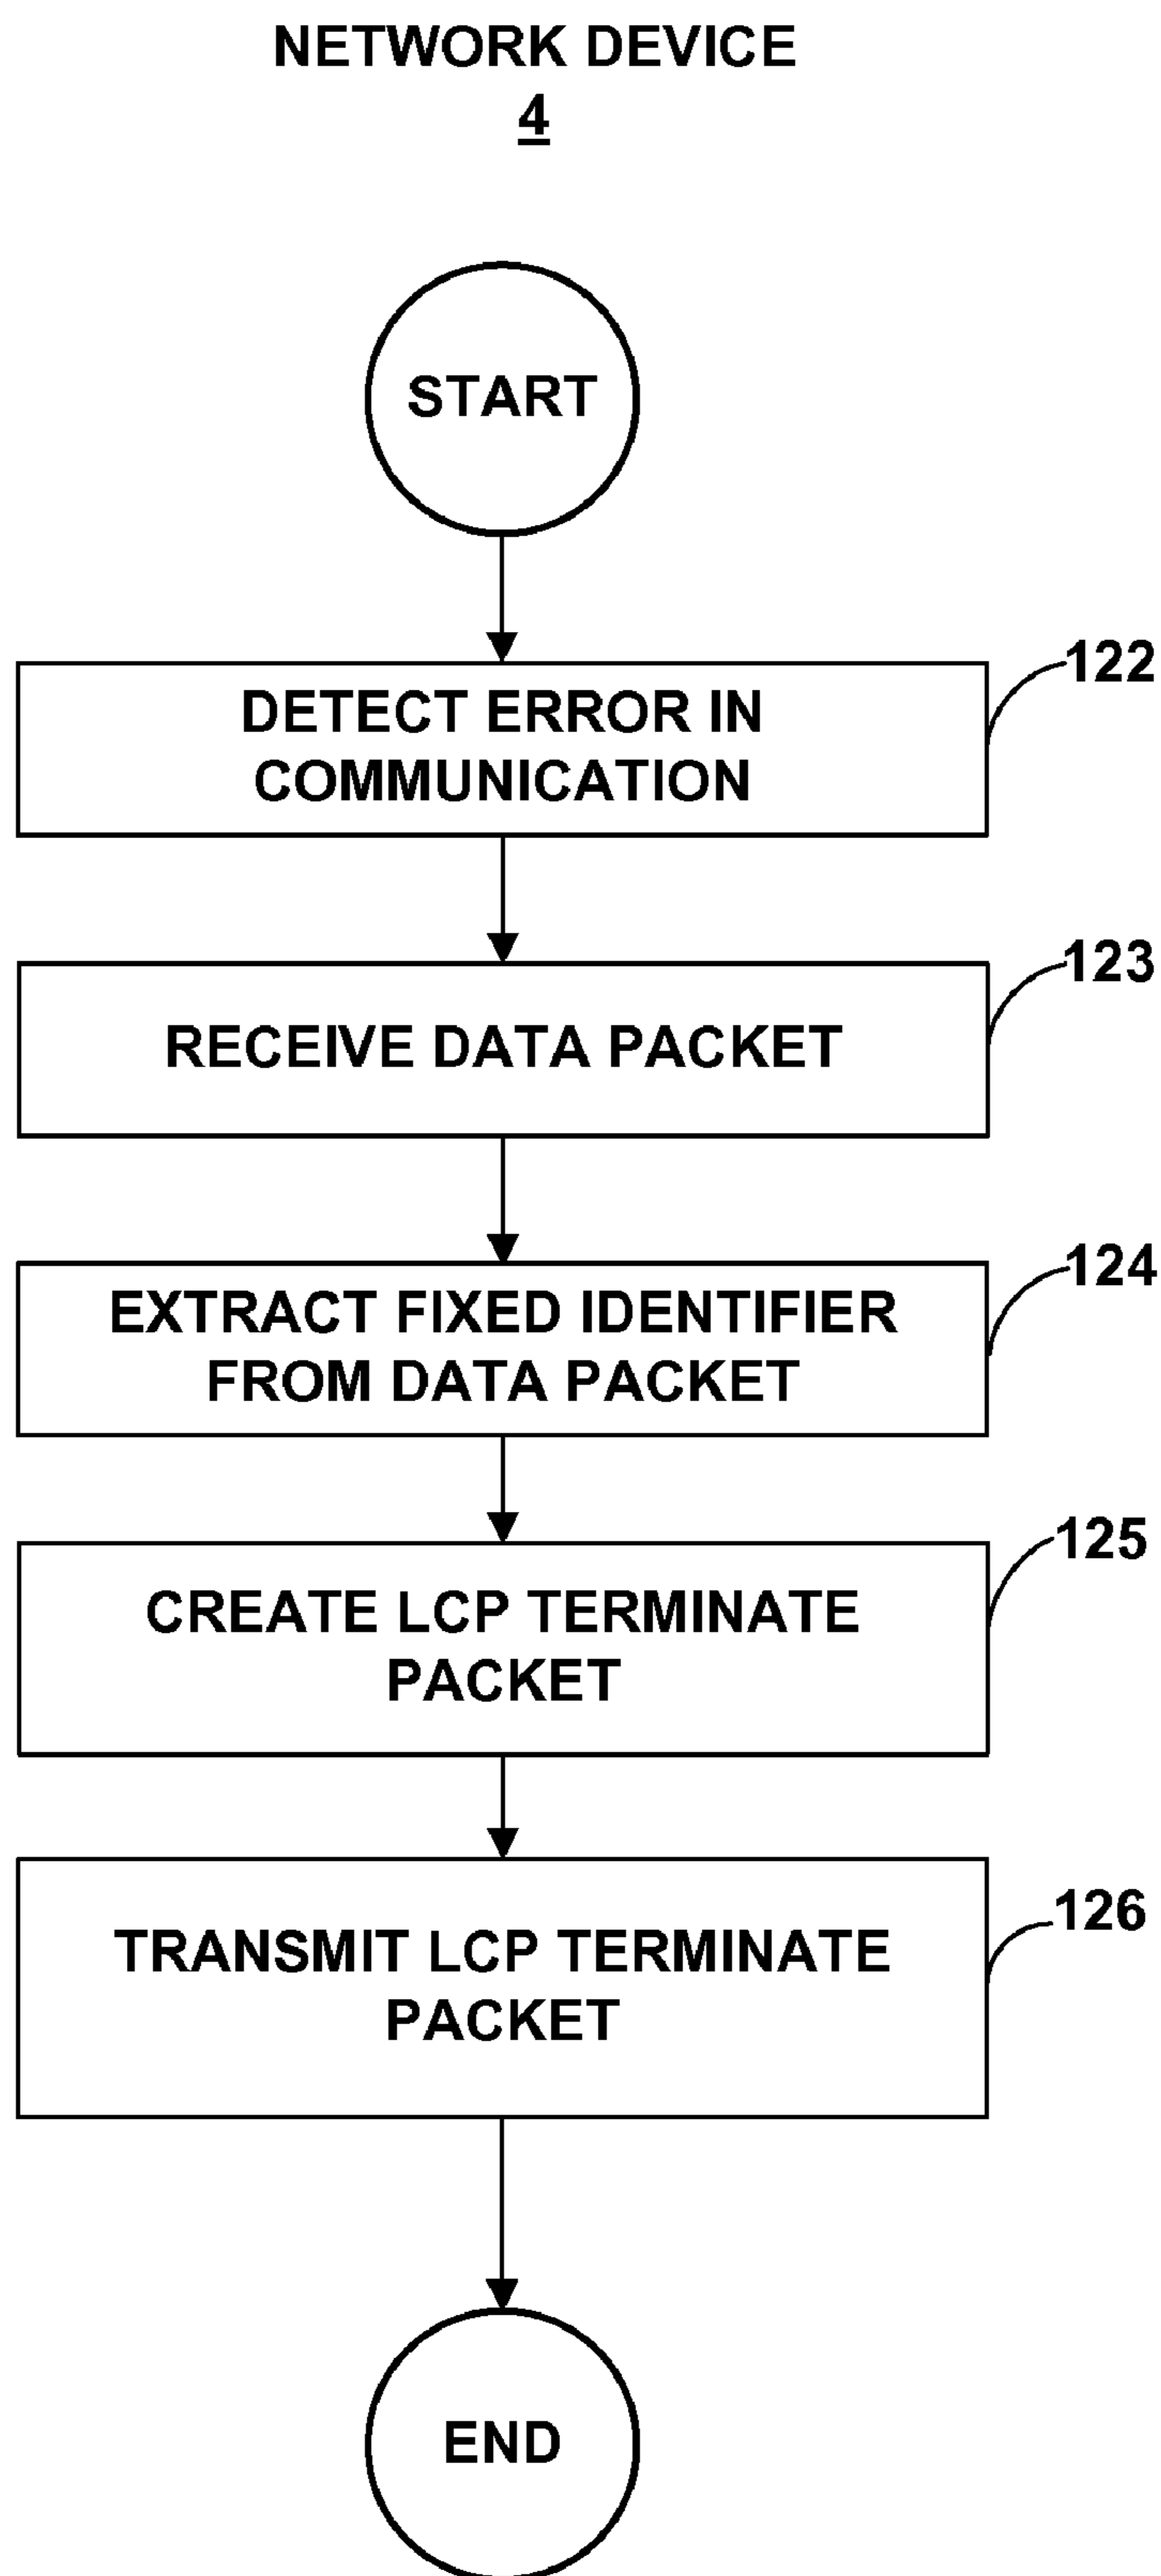 NETWORK DEVICE
4
START
122
DETECT ERROR IN
COMMUNICATION
123
RECEIVE DATA PACKET
124
EXTRACT FIXED IDENTIFIER
FROM DATA PACKET
125
CREATE LCP TERMINATE
PACKET
126
TRANSMIT LCP TERMINATE
PACKET
END